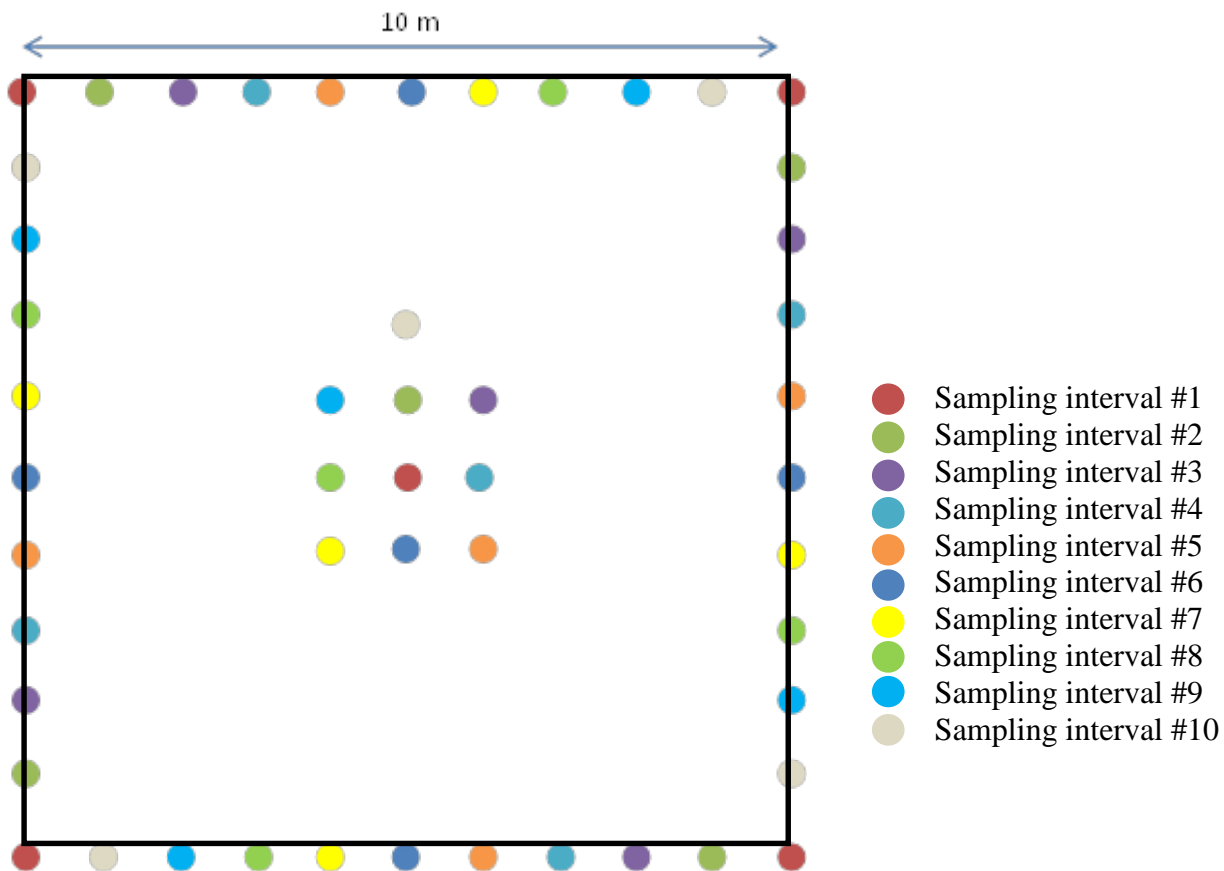 10 m
Sampling interval #1
Sampling interval #2
Sampling interval #3
Sampling interval #4
Sampling interval #5
Sampling interval #6
Sampling interval #7
Sampling interval #8
Sampling interval #9
Sampling interval #10